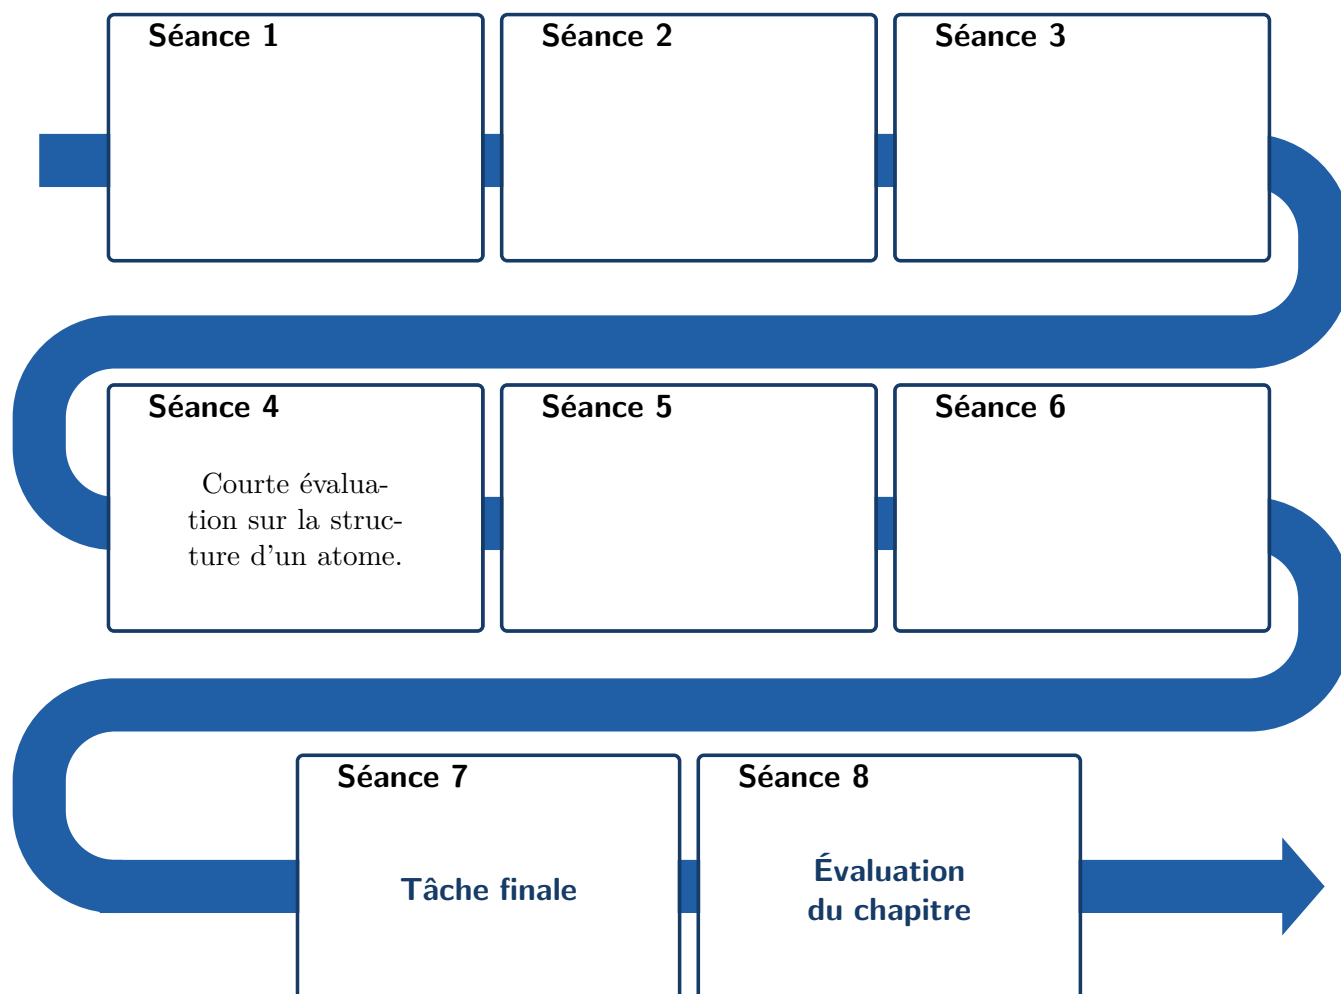 Séance 1
Séance 2
Séance 3
Séance 4
Courte évalua-
tion sur la struc-
ture d'un atome.
Séance 5
Séance 6
Séance 7
Tâche finale
Séance 8
Évaluation
du chapitre